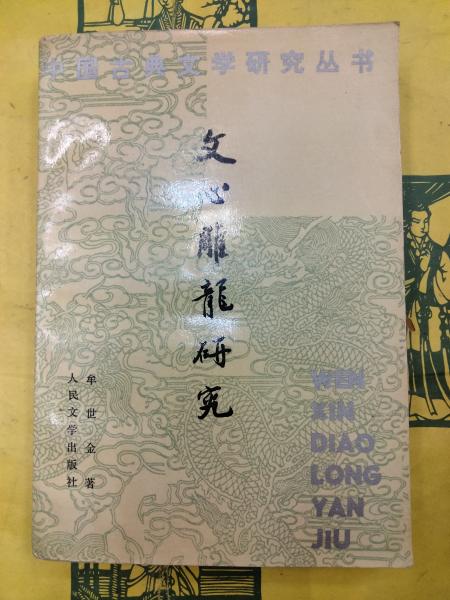 中国古典文学研究丛书
文心雕龍研究
牟世金著
人民文学出版社
WEN
XIN
DIAO
LONG
YAN
JIU